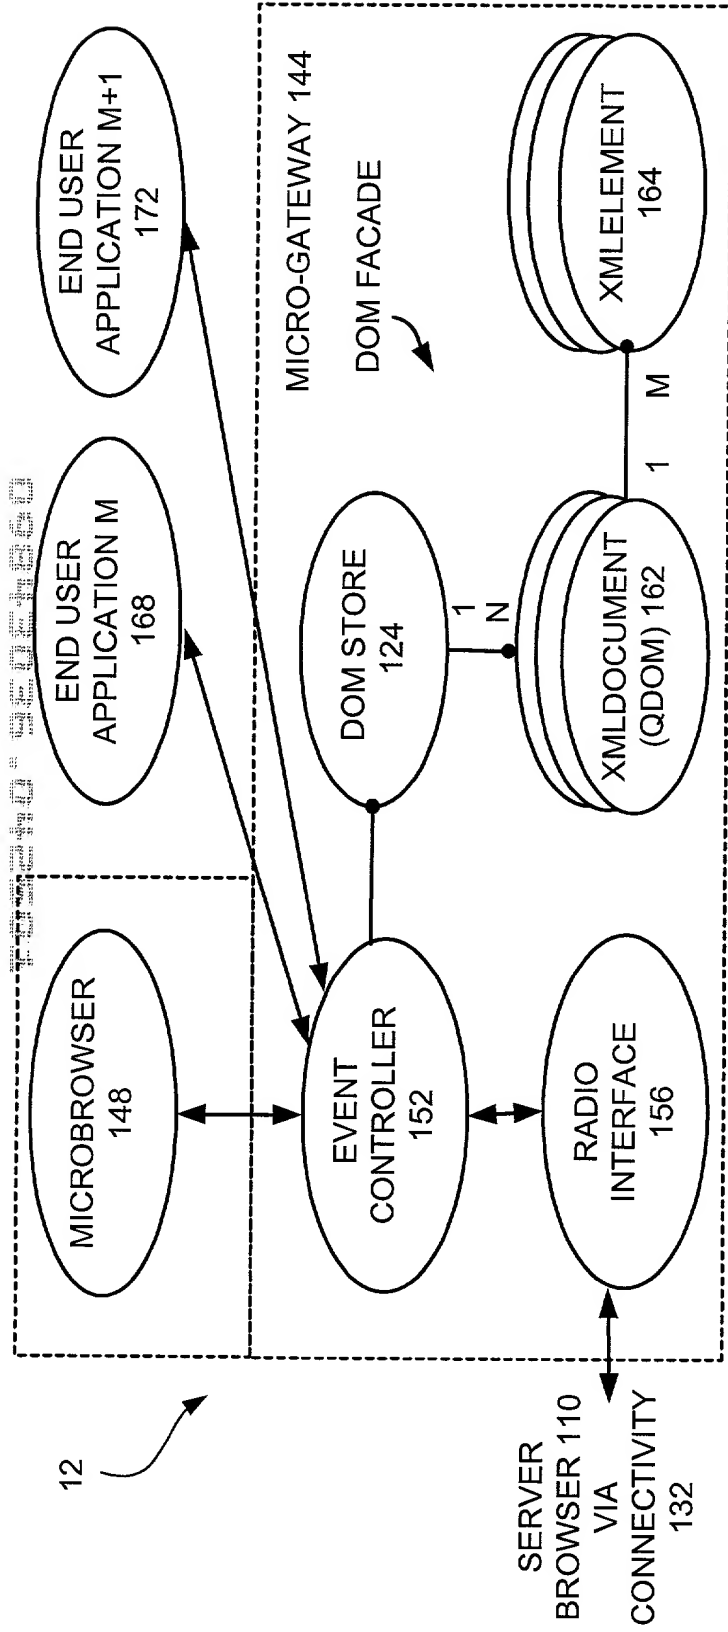 12
MICROBROWSER
148
END USER
APPLICATION M
168
END USER
APPLICATION M+1
172
MICRO-GATEWAY 144
DOM FACADE
EVENT
CONTROLLER
152
DOM STORE
124
1
N
RADIO
INTERFACE
156
XMLDOCUMENT
(QDOM) 162
1 M
XMLELEMENT
164
SERVER
BROWSER 110
VIA
CONNECTIVITY
132